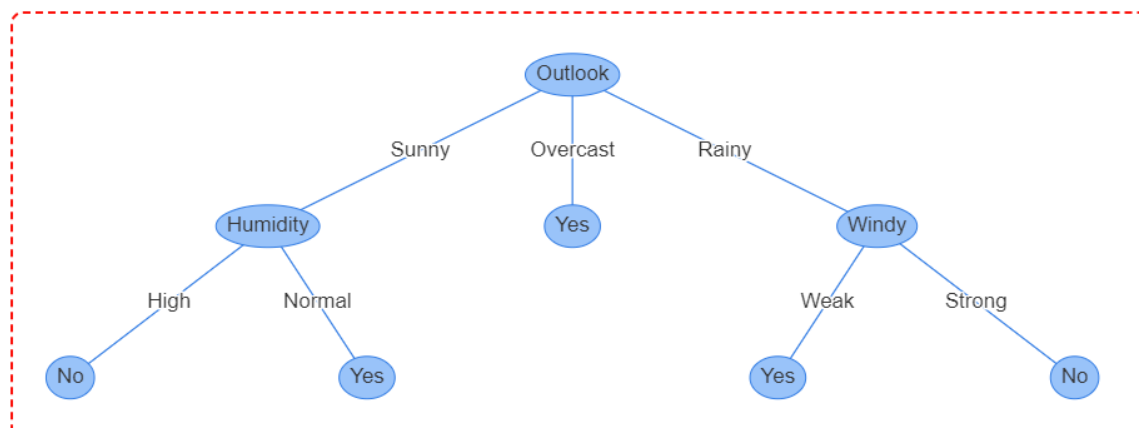 Outlook
Sunny Overcast Rainy
Humidity Yes Windy
High Normal Weak Strong
No Yes Yes No